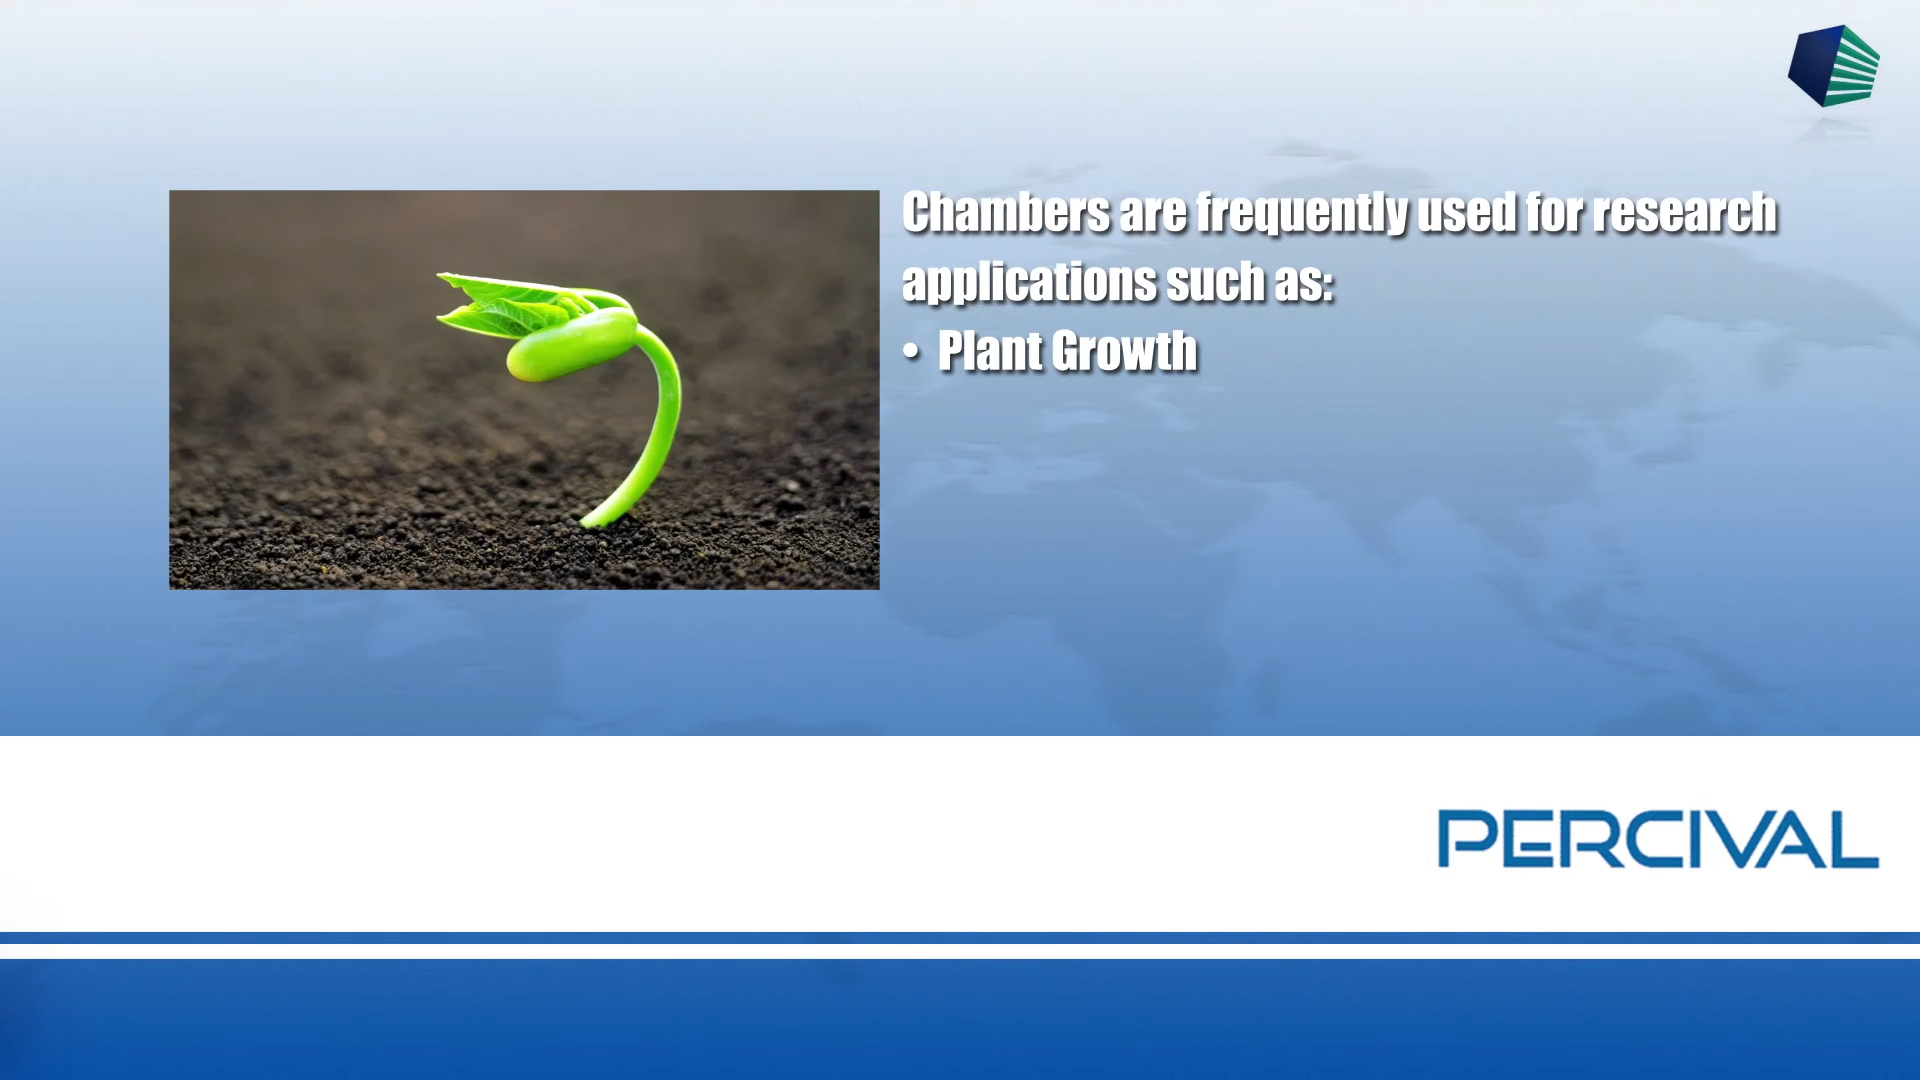 Chambers are frequently used for research
applications such as:
• Plant Growth
PERCIVAL